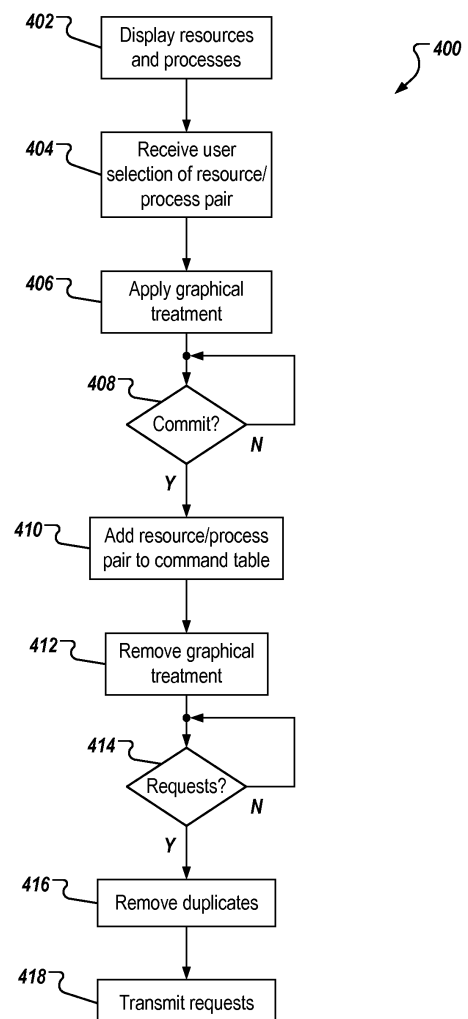 402
Display resources
and processes
400
404
Receive user
selection of resource/
process pair
406
Apply graphical
treatment
408
Commit?
N
Y
410
Add resource/process
pair to command table
412
Remove graphical
treatment
414
Requests?
N
Y
416
Remove duplicates
418
Transmit requests